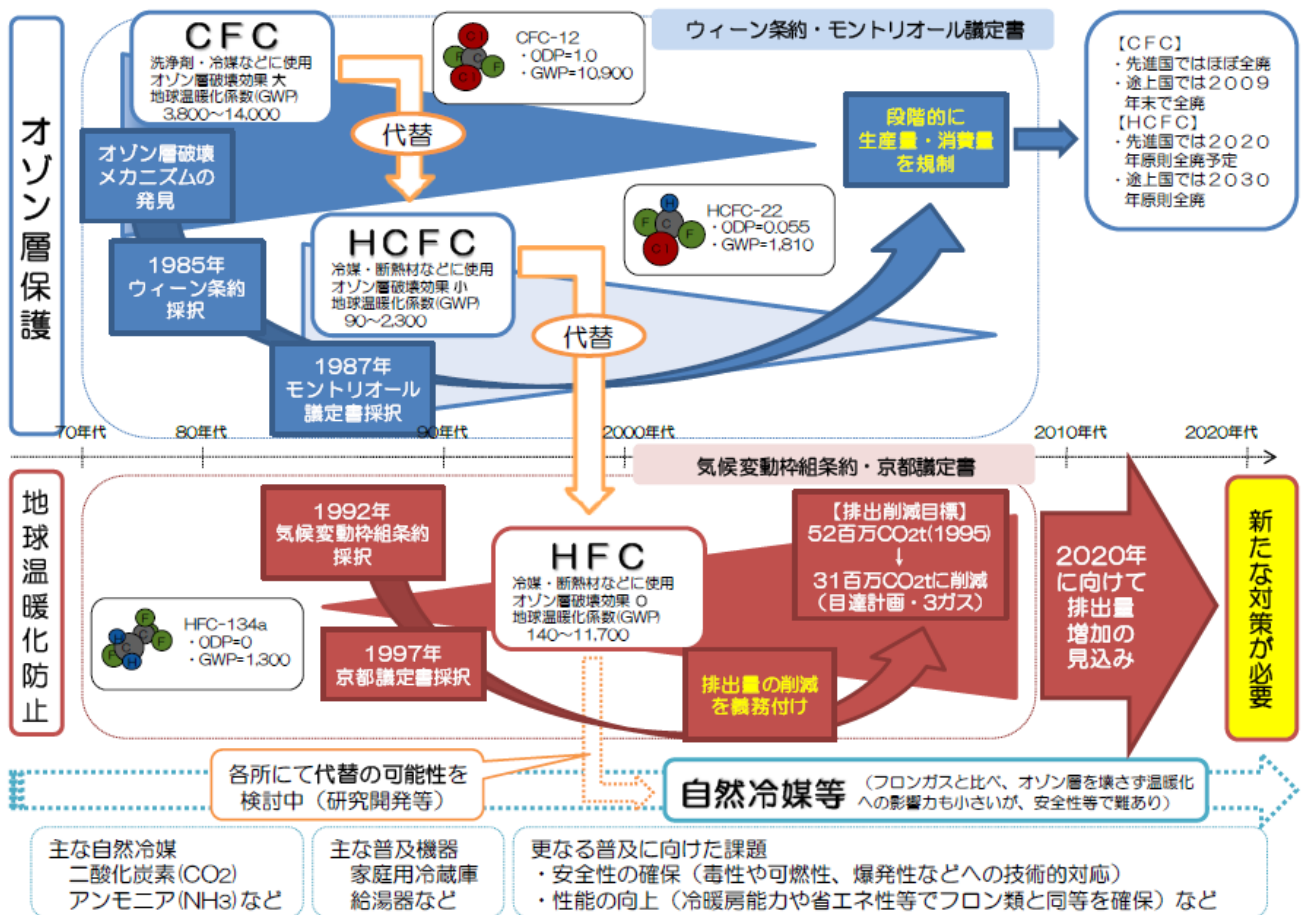 オゾン層保護
CFC
洗浄剤・冷媒などに使用
オゾン層破壊効果 大
地球温暖化係数(GWP)
3,800～14,000
代替
Cl
F
C
F
Cl
CFC-12
・ODP=1.0
・GWP=10,900
ウィーン条約・モントリオール議定書
【CFC】
・先進国ではほぼ全廃
・途上国では2009
年末で全廃
【HCFC】
・先進国では2020
年原則全廃予定
・途上国では2030
年原則全廃
段階的に
生産量・消費量
を規制
オゾン層破壊
メカニズムの
発見
1985年
ウィーン条約
採択
1987年
モントリオール
議定書採択
HCFC
冷媒・断熱材などに使用
オゾン層破壊効果 小
地球温暖化係数(GWP)
90～2,300
代替
H
F
C
F
Cl
HCFC-22
・ODP=0.055
・GWP=1,810
70年代
80年代
90年代
2000年代
2010年代
2020年代
地球温暖化防止
気候変動枠組条約・京都議定書
1992年
気候変動枠組条約
採択
1997年
京都議定書採択
F
F
H
C
C
F
F
H
HFC-134a
・ODP=0
・GWP=1,300
HFC
冷媒・断熱材などに使用
オゾン層破壊効果 0
地球温暖化係数(GWP)
140～11,700
【排出削減目標】
52百万CO2t(1995)
↓
31百万CO2tに削減
(目達計画・3ガス)
排出量の削減
を義務付け
2020年
に向けて
排出量
増加の
見込み
新たな対策が必要
各所にて代替の可能性を
検討中(研究開発等)
自然冷媒等
(フロンガスと比べ、オゾン層を壊さず温暖化
への影響力も小さいが、安全性等で難あり)
主な自然冷媒
二酸化炭素(CO2)
アンモニア(NH3)など
主な普及機器
家庭用冷蔵庫
給湯器など
更なる普及に向けた課題
・安全性の確保(毒性や可燃性、爆発性などへの技術的対応)
・性能の向上(冷暖房能力や省エネ性等でフロン類と同等を確保)など